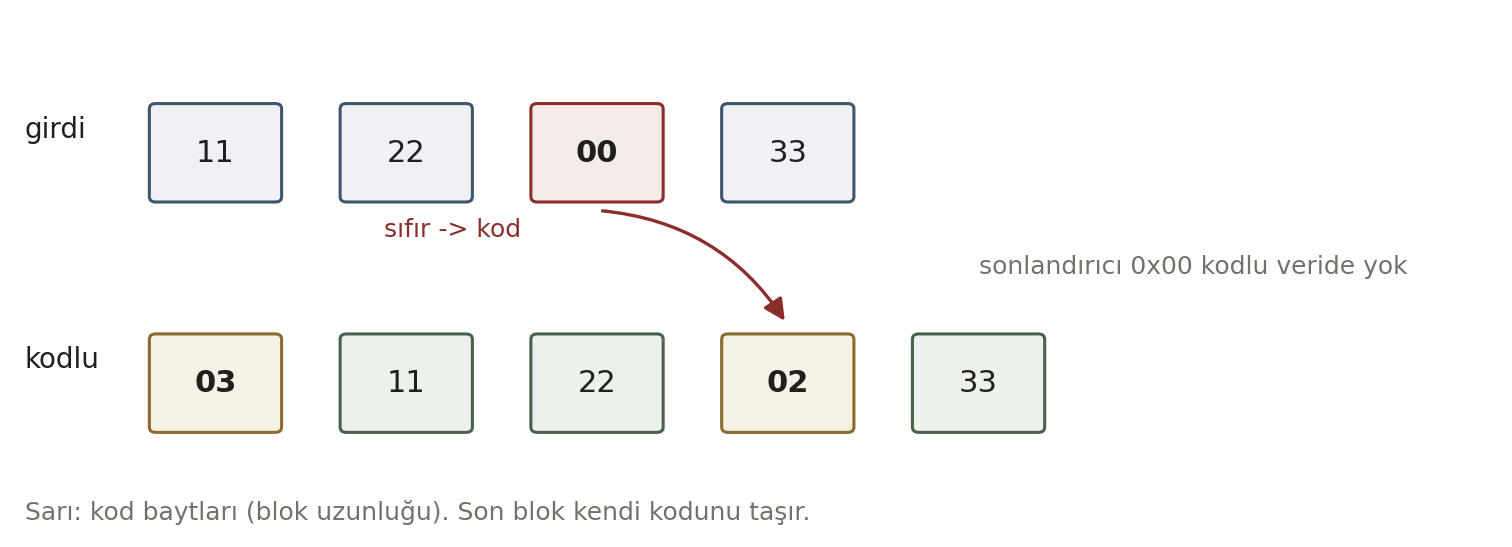 girdi 11 22 00 33
sıfır -> kod
sonlandırıcı 0x00 kodlu veride yok
kodlu 03 11 22 02 33
Sarı: kod baytları (blok uzunluğu). Son blok kendi kodunu taşır.